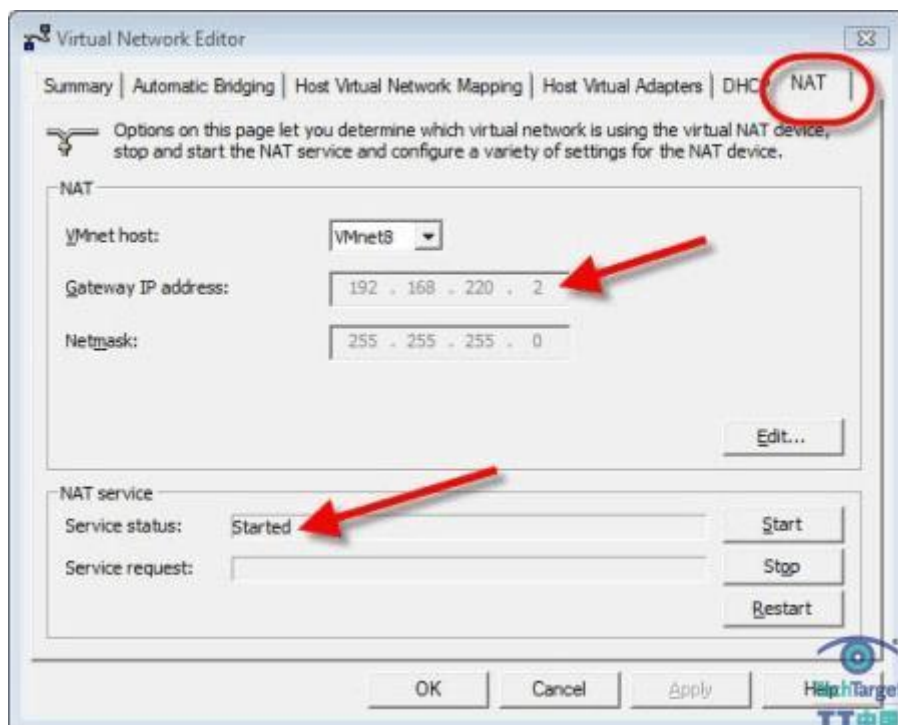 Virtual Network Editor
Summary | Automatic Bridging | Host Virtual Network Mapping | Host Virtual Adapters | DHCP NAT
Options on this page let you determine which virtual network is using the virtual NAT device,
stop and start the NAT service and configure a variety of settings for the NAT device.
NAT
VMnet host: VMnet8
Gateway IP address: 192 . 168 . 220 . 2
Netmask: 255 . 255 . 255 . 0
Edit...
NAT service
Service status: Started Start
Service request: Stop
Restart
OK Cancel Apply Help
TechTarget